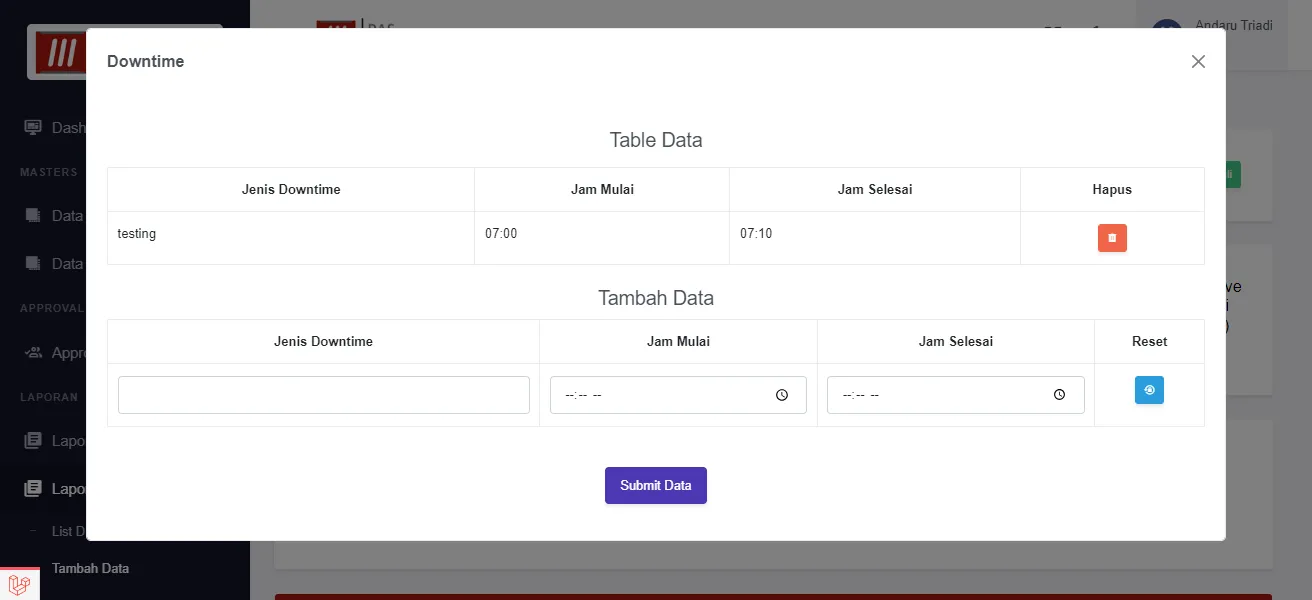 Andaru Triadi
Downtime
Dash
MASTERS
Data
Data
APPROVAL
Appro
LAPORAN
Lapo
Lapo
List D
Tambah Data
Table Data
Jenis Downtime Jam Mulai Jam Selesai Hapus
testing 07:00 07:10
Tambah Data
Jenis Downtime Jam Mulai Jam Selesai Reset
--:-- -- --:-- --
Submit Data